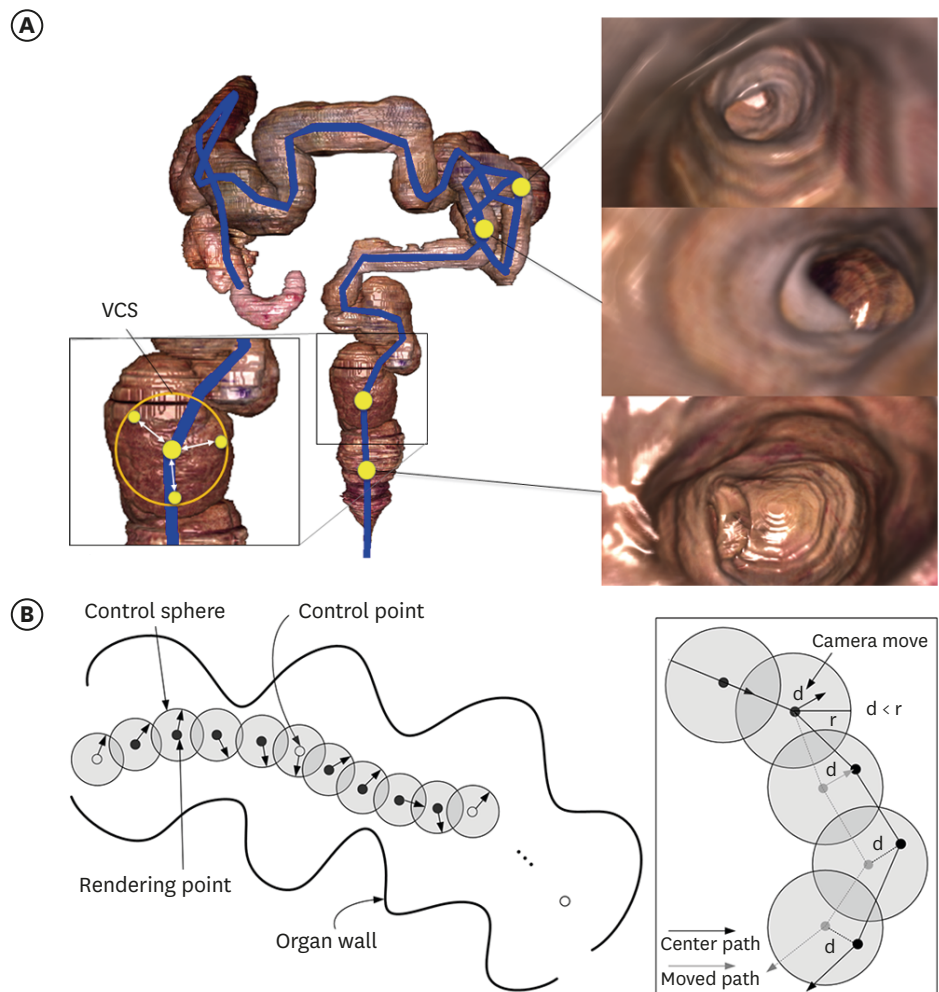 A
VCS
B
Control sphere
Control point
Rendering point
Organ wall
Camera move
d
d < r
r
d
d
d
Center path
Moved path